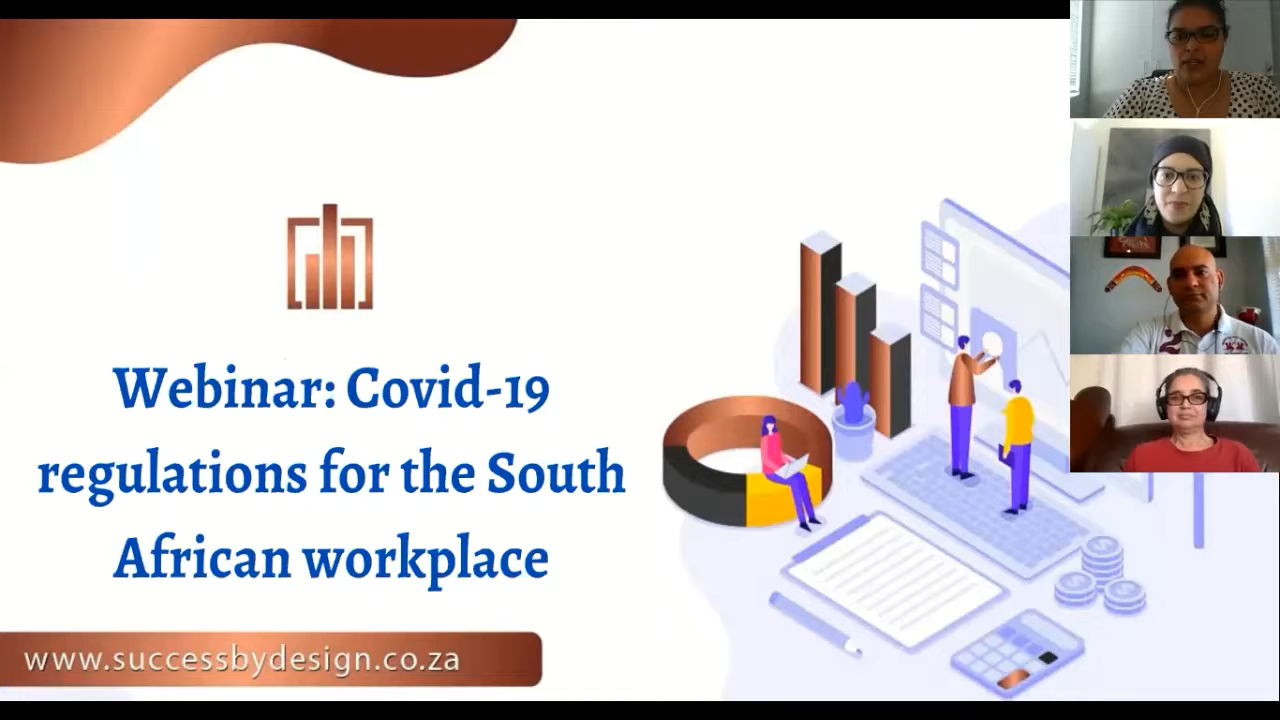 Webinar: Covid-19
regulations for the South
African workplace
www.successbydesign.co.za